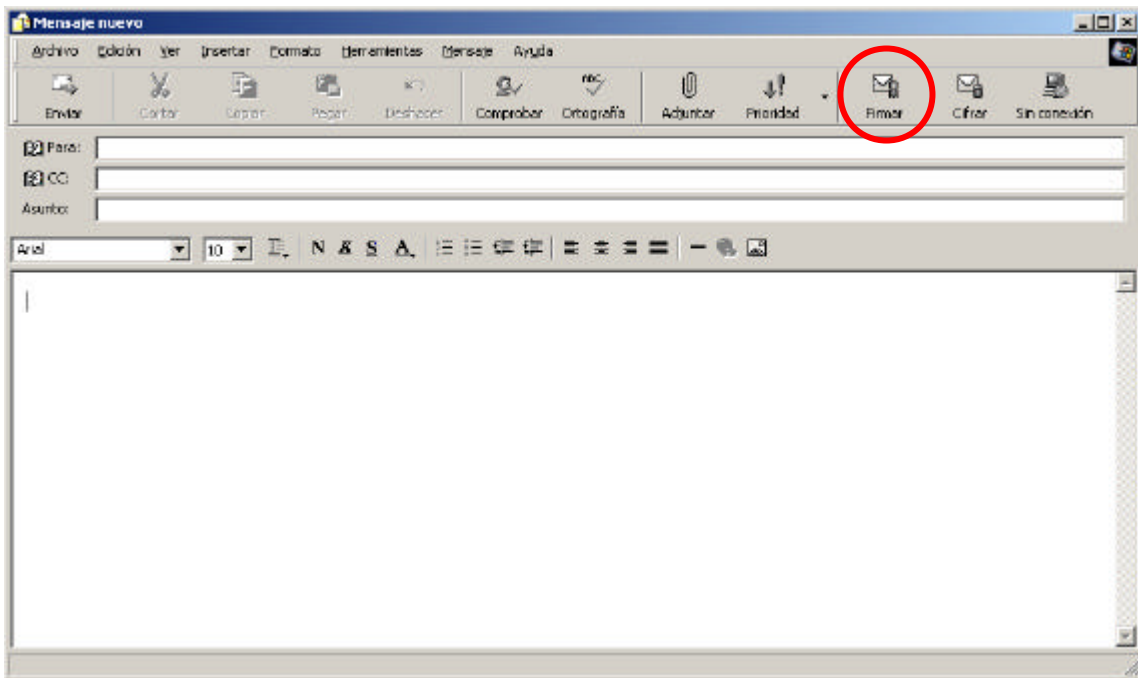 Mensaje nuevo
Archivo Edición Ver Insertar Formato Herramientas Mensaje Ayuda
Enviar Cortar Copiar Pegar Deshacer Comprobar Ortografía Adjuntar Prioridad Firmar Cifrar Sin conexión
Para:
CC:
Asunto:
Arial 10 N K S A